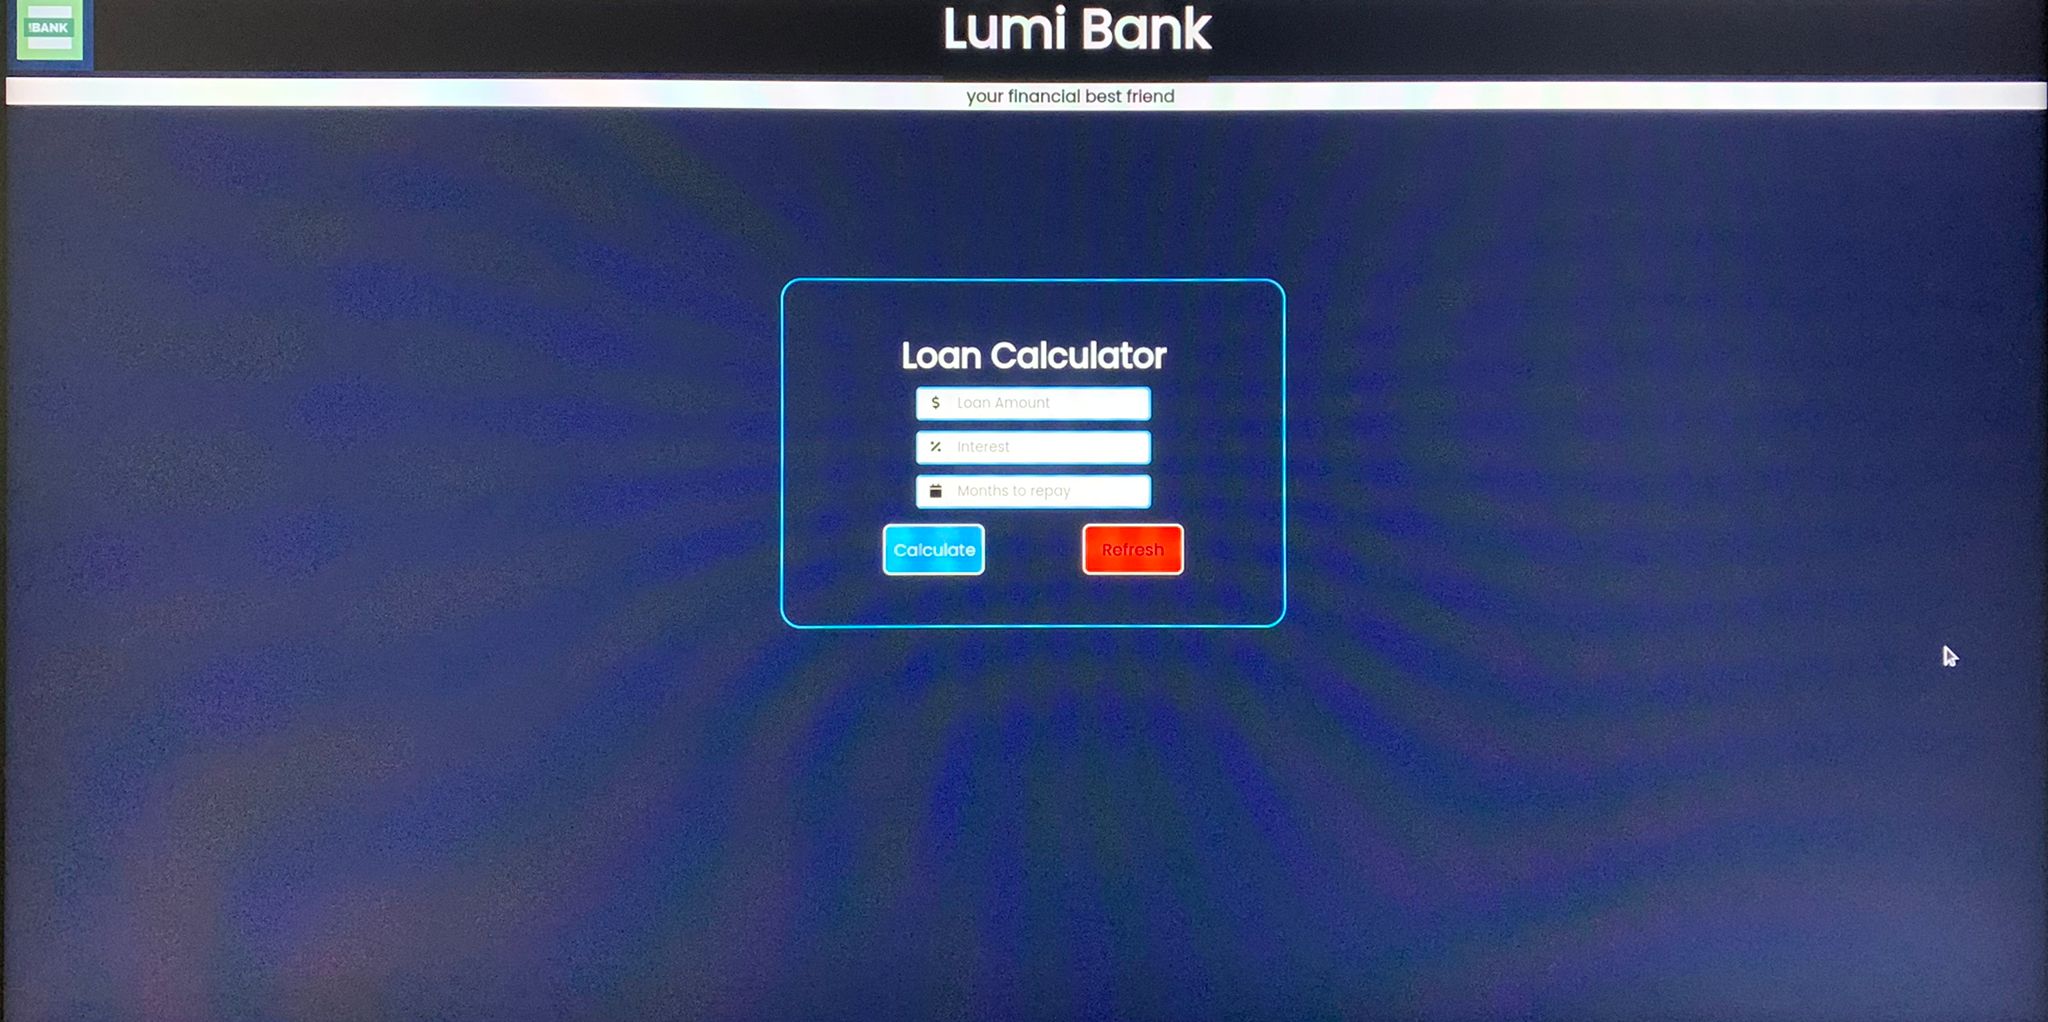 BANK
Lumi Bank
your financial best friend
Loan Calculator
$ Loan Amount
% Interest
Months to repay
Calculate
Refresh